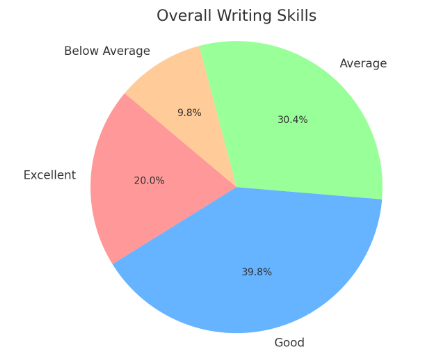 Overall Writing Skills
Below Average
Average
9.8%
30.4%
Excellent
20.0%
39.8%
Good